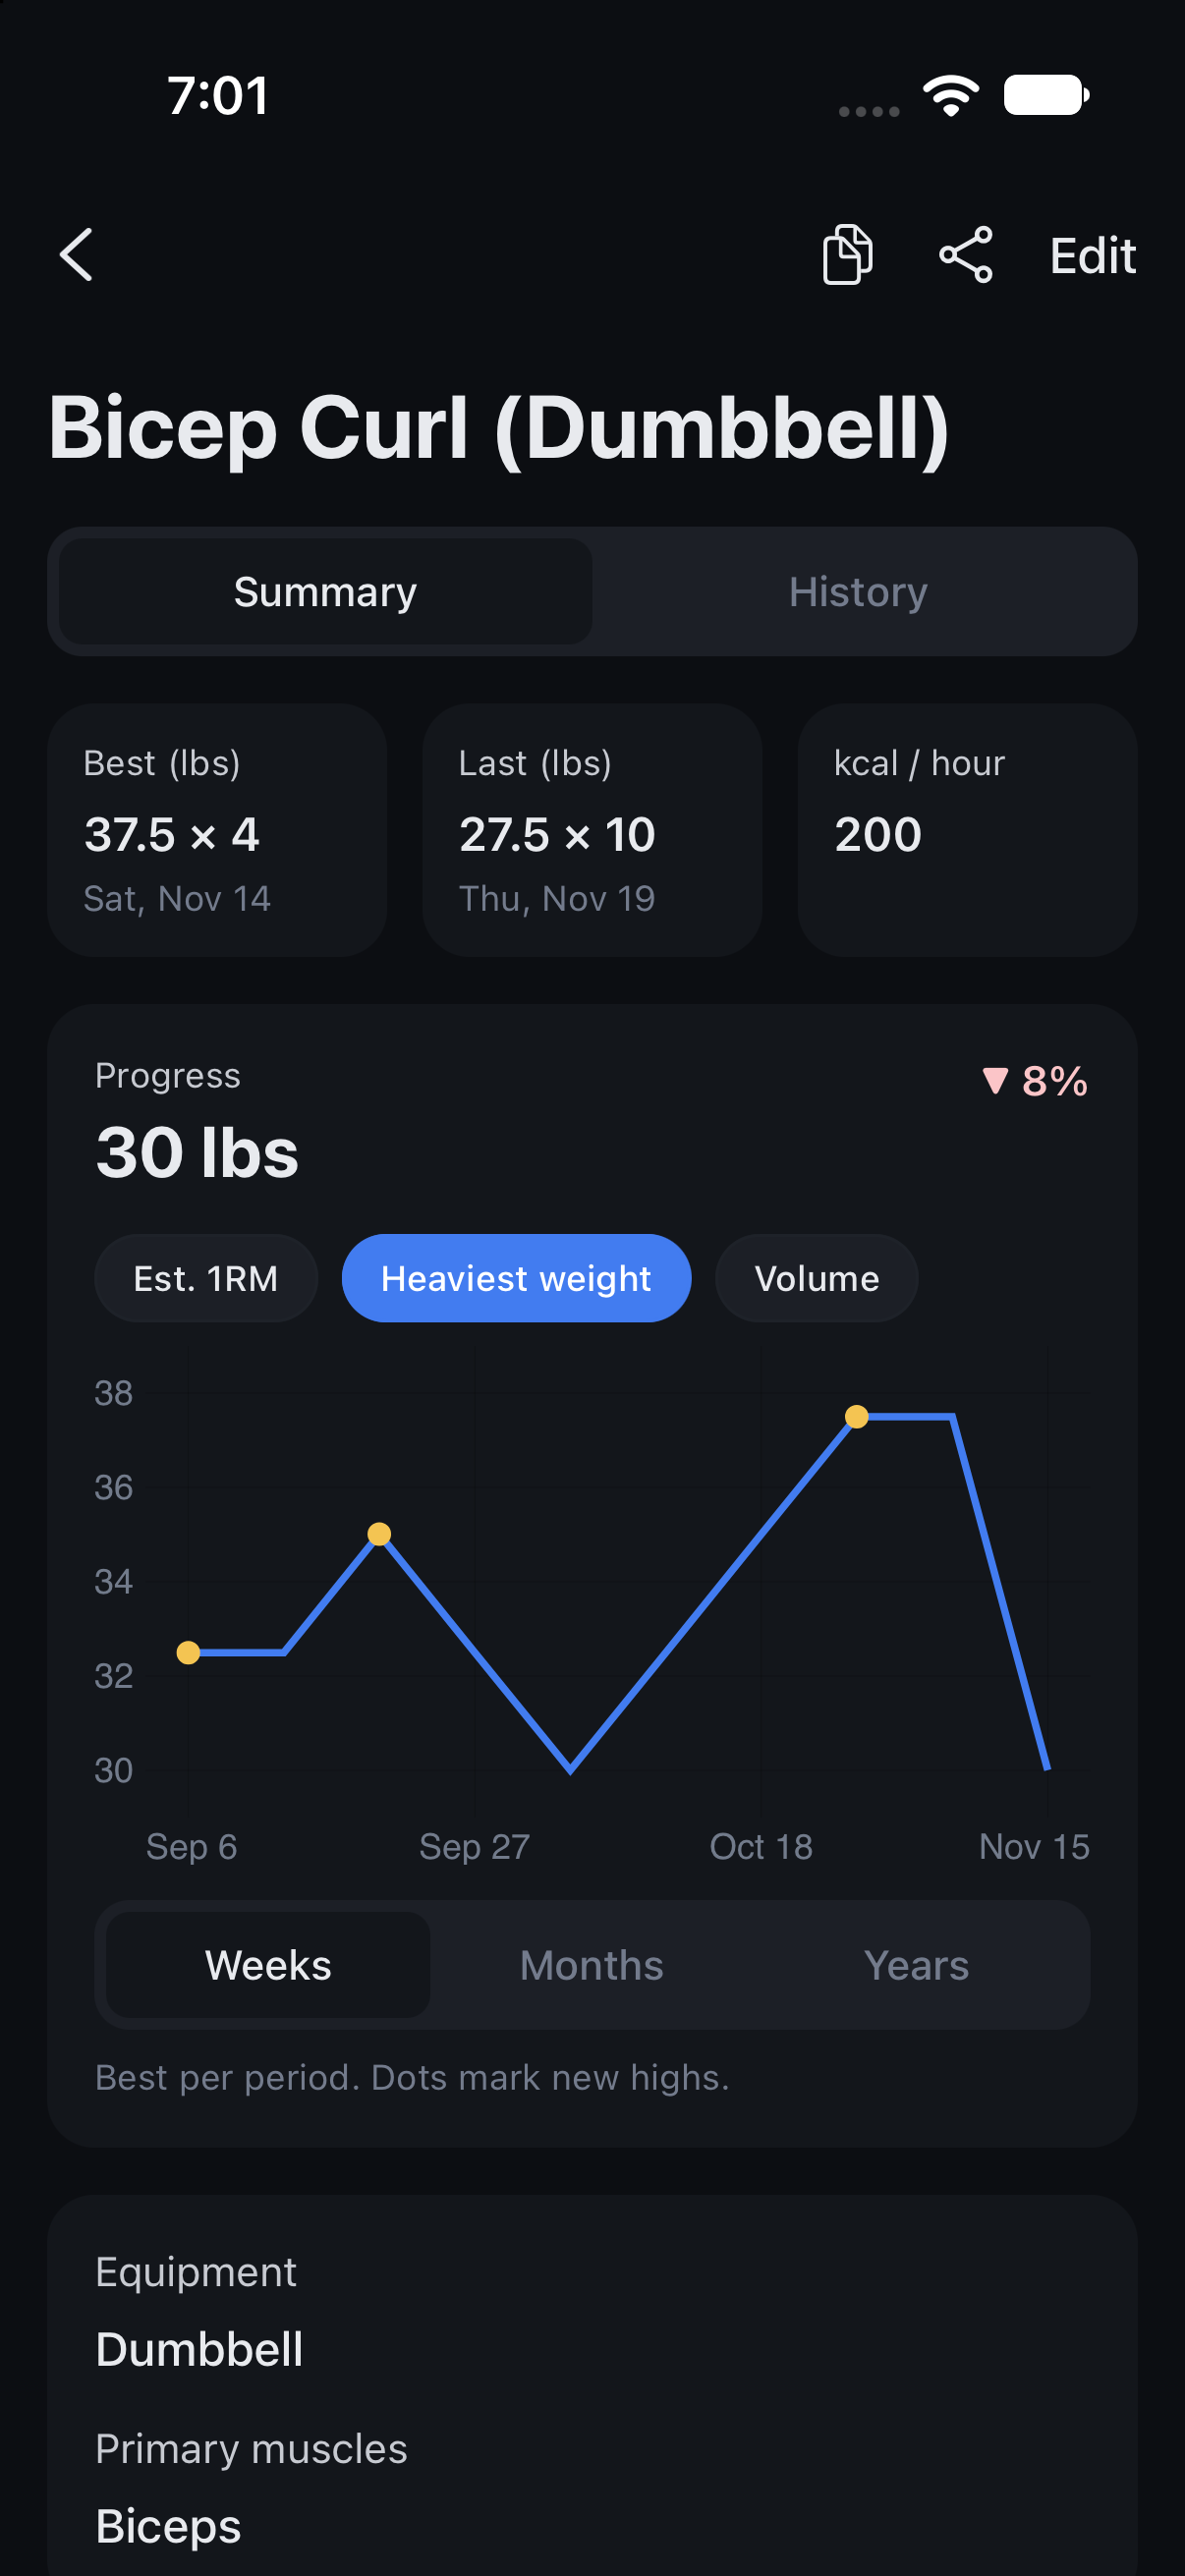 7:01
Edit
Bicep Curl (Dumbbell)
Summary History
Best (lbs) Last (lbs) kcal / hour
37.5 × 4 27.5 × 10 200
Sat, Nov 14 Thu, Nov 19
Progress ▼ 8%
30 lbs
Est. 1RM Heaviest weight Volume
38
36
34
32
30
Sep 6 Sep 27 Oct 18 Nov 15
Weeks Months Years
Best per period. Dots mark new highs.
Equipment
Dumbbell
Primary muscles
Biceps